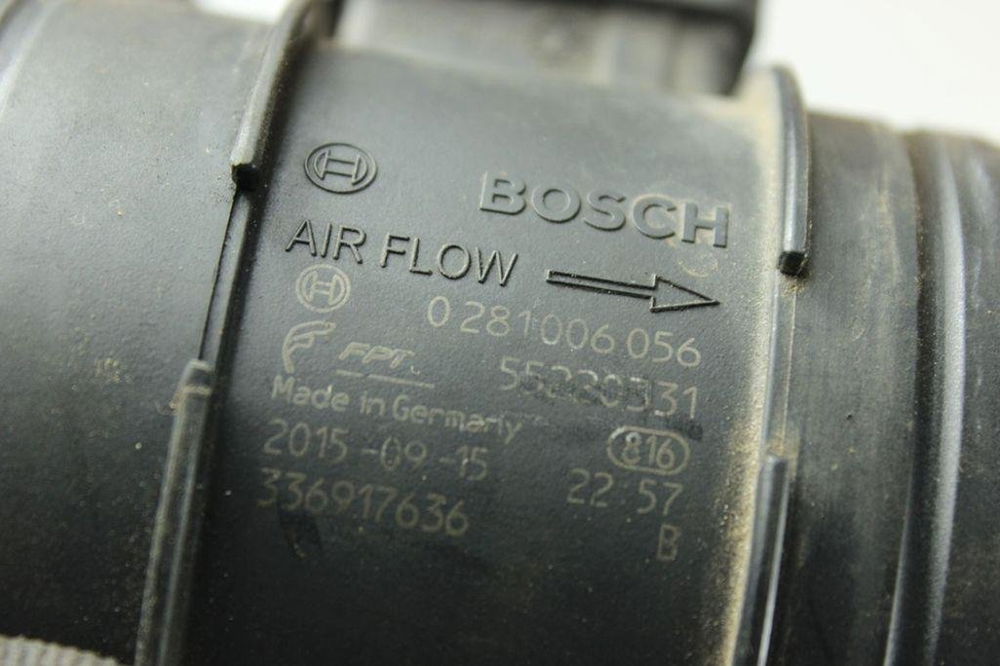 BOSCH
AIR FLOW
0 281 006 056
FPT
Made in Germany
2015-09-15
816
336917636
22:57
B